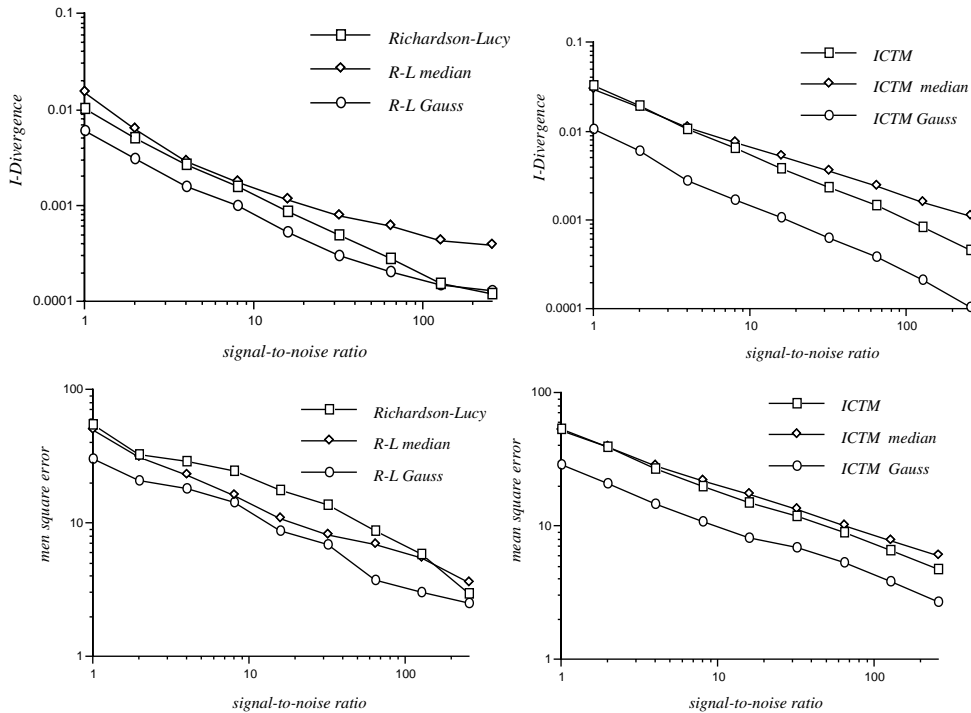 0.1
0.01
0.001
0.0001
I-Divergence
Richardson-Lucy
R-L median
R-L Gauss
1 10 100
signal-to-noise ratio
0.1
0.01
0.001
0.0001
I-Divergence
ICTM
ICTM median
ICTM Gauss
1 10 100
signal-to-noise ratio
100
10
1
men square error
Richardson-Lucy
R-L median
R-L Gauss
1 10 100
signal-to-noise ratio
100
10
1
mean square error
ICTM
ICTM median
ICTM Gauss
1 10 100
signal-to-noise ratio